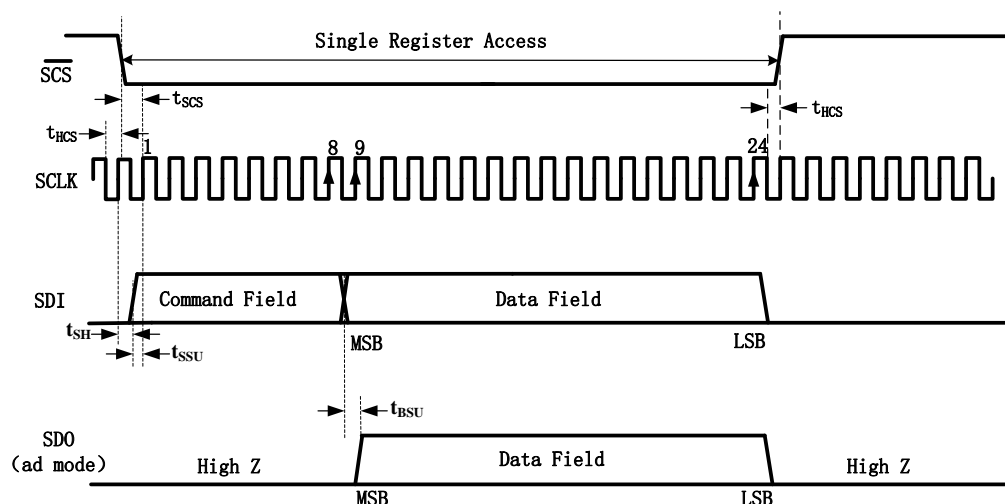 Single Register Access
SCS
tSCS
tHCS
tHCS
1
8
9
24
SCLK
SDI
Command Field
Data Field
tSH
MSB
LSB
tSSU
tBSU
SDO
(ad mode)
High Z
Data Field
High Z
MSB
LSB